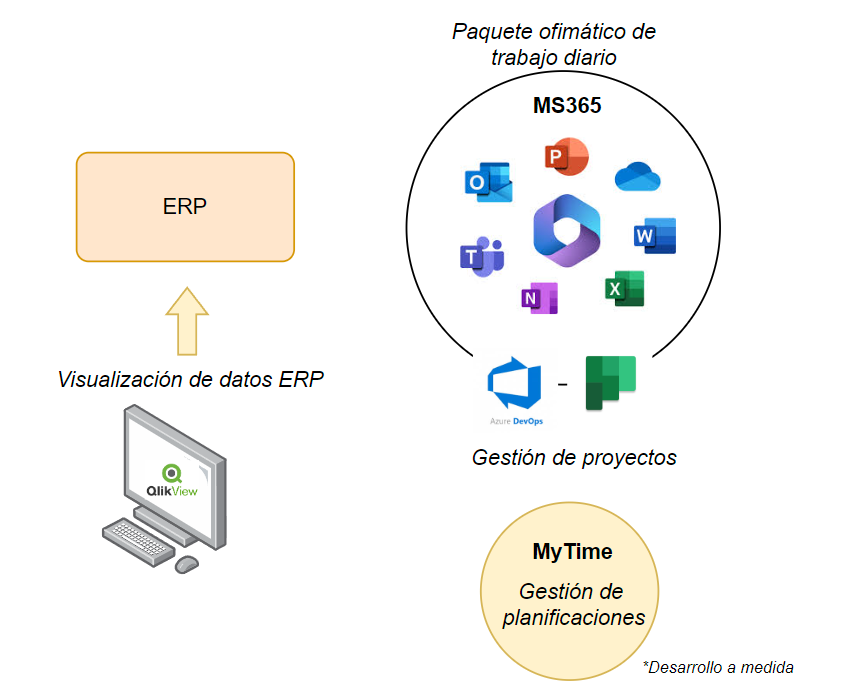 Paquete ofimático de
trabajo diario
MS365
P
O
W
T
N
X
ERP
Visualización de datos ERP
QlikView
Azure DevOps
-
Gestión de proyectos
MyTime
Gestión de
planificaciones
*Desarrollo a medida